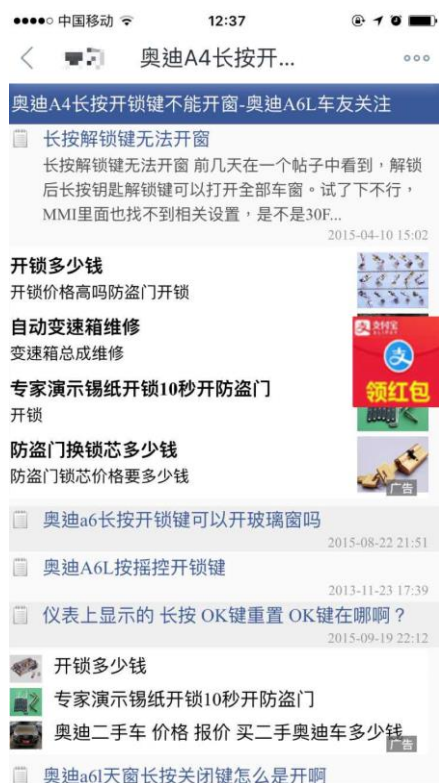 中国移动 12:37
奥迪A4长按开...
奥迪A4长按开锁键不能开窗-奥迪A6L车友关注
长按解锁键无法开窗
长按解锁键无法开窗 前几天在一个帖子中看到，解锁
后长按钥匙解锁键可以打开全部车窗。试了下不行，
MMI里面也找不到相关设置，是不是30F...
2015-04-10 15:02
开锁多少钱
开锁价格高吗防盗门开锁
自动变速箱维修
变速箱总成维修
支付宝
ALIPAY
支
领红包
专家演示锡纸开锁10秒开防盗门
开锁
防盗门换锁芯多少钱
防盗门锁芯价格要多少钱
广告
奥迪a6长按开锁键可以开玻璃窗吗
2015-08-22 21:51
奥迪A6L按摇控开锁键
2013-11-23 17:39
仪表上显示的 长按 OK键重置 OK键在哪啊？
2015-09-19 22:12
开锁多少钱
专家演示锡纸开锁10秒开防盗门
奥迪二手车 价格 报价 买二手奥迪车多少钱
广告
奥迪a6l天窗长按关闭键怎么是开啊